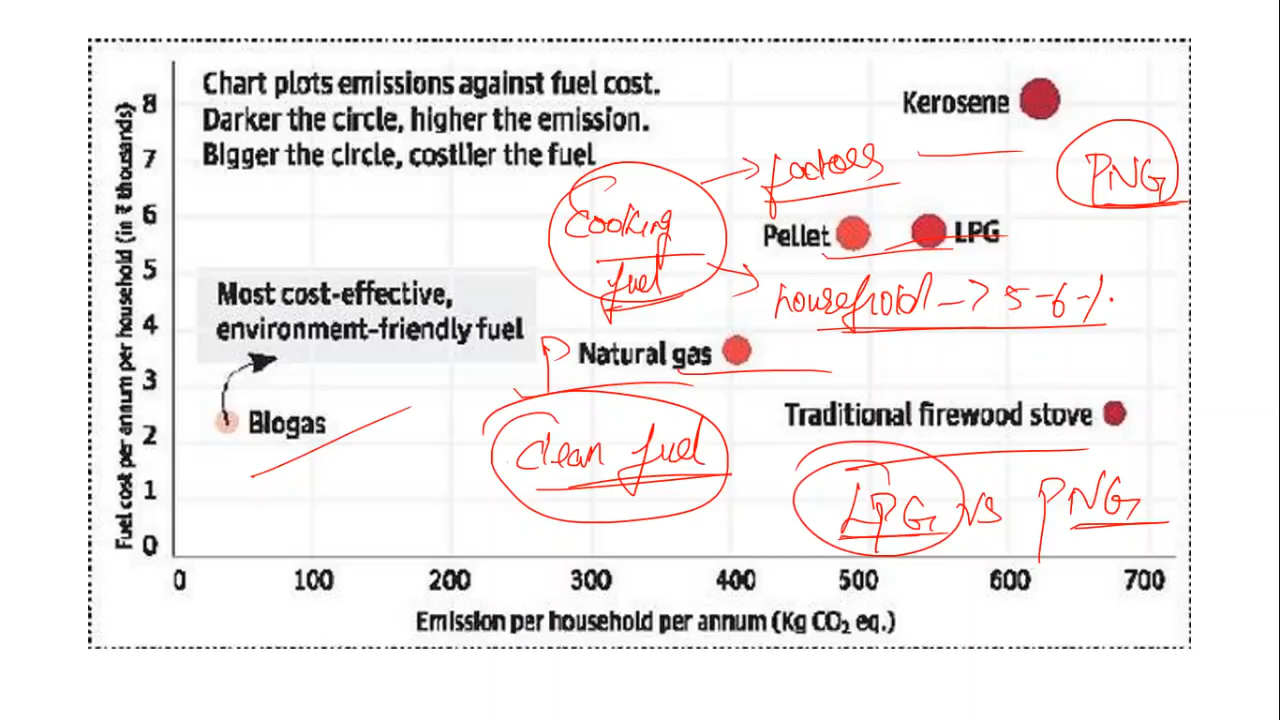 Chart plots emissions against fuel cost.
Darker the circle, higher the emission.
Bigger the circle, costlier the fuel
Kerosene
PNG
factors
Cooking
fuel
Pellet
LPG
household -> 5-6%.
Most cost-effective,
environment-friendly fuel
P Natural gas
Biogas
Clean fuel
Traditional firewood stove
LPG vs PNG
Fuel cost per annum per household (in ₹ thousands)
8
7
6
5
4
3
2
1
0
0 100 200 300 400 500 600 700
Emission per household per annum (Kg CO₂ eq.)